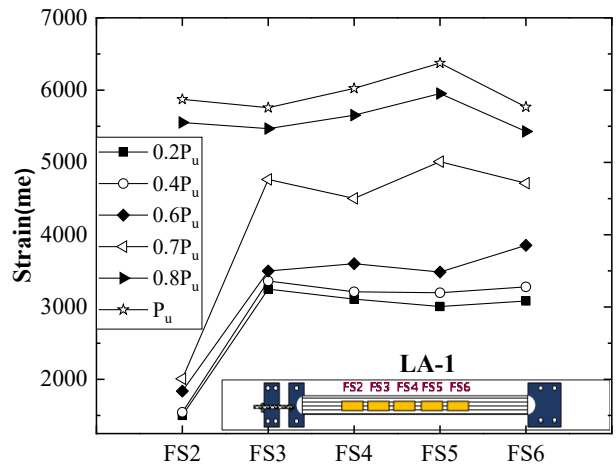 7000
6000
5000
4000
3000
2000
Strain(me)
0.2Pu
0.4Pu
0.6Pu
0.7Pu
0.8Pu
Pu
LA-1
FS2 FS3 FS4 FS5 FS6
FS2 FS3 FS4 FS5 FS6